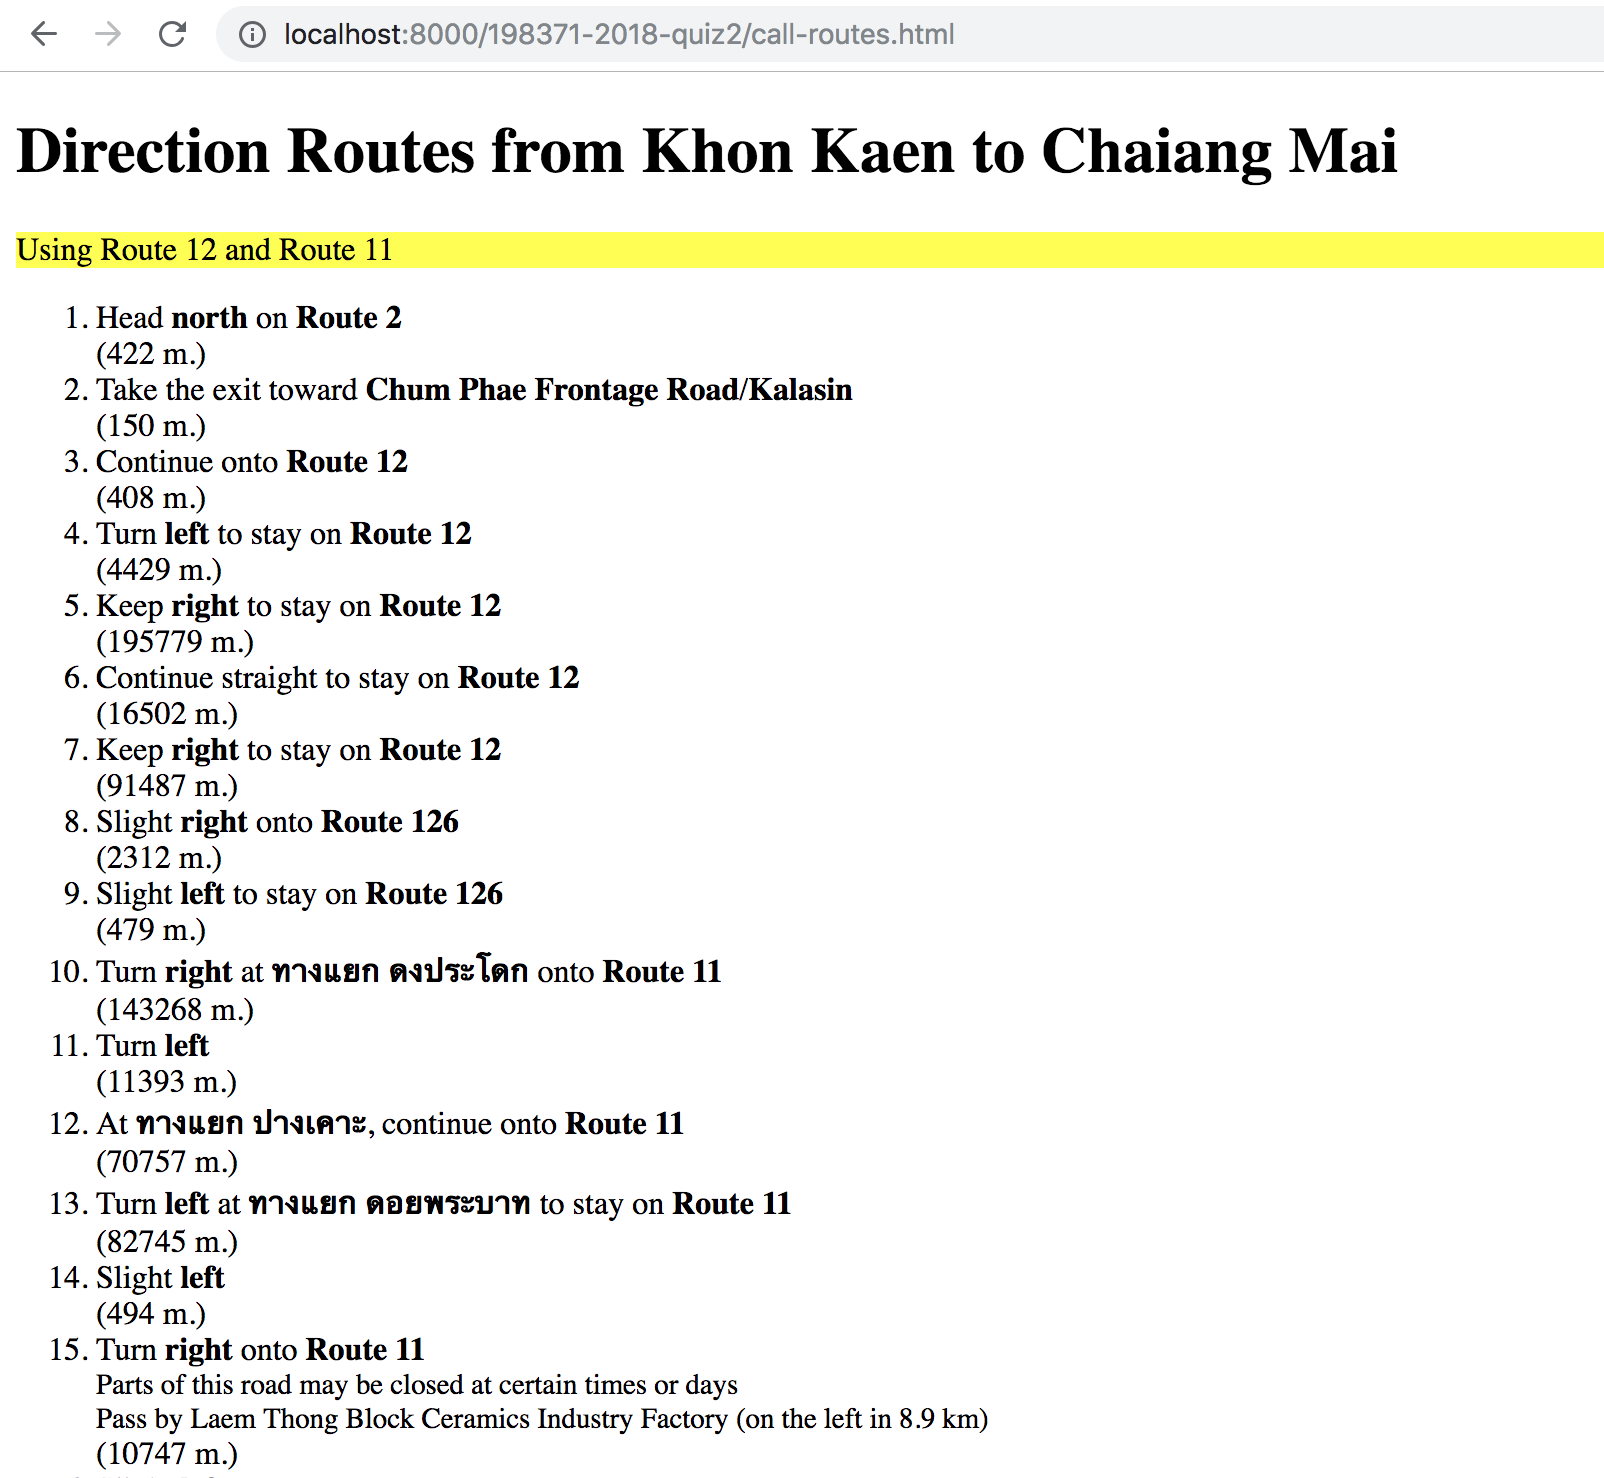 localhost:8000/198371-2018-quiz2/call-routes.html
Direction Routes from Khon Kaen to Chaiang Mai
Using Route 12 and Route 11
1. Head north on Route 2
(422 m.)
2. Take the exit toward Chum Phae Frontage Road/Kalasin
(150 m.)
3. Continue onto Route 12
(408 m.)
4. Turn left to stay on Route 12
(4429 m.)
5. Keep right to stay on Route 12
(195779 m.)
6. Continue straight to stay on Route 12
(16502 m.)
7. Keep right to stay on Route 12
(91487 m.)
8. Slight right onto Route 126
(2312 m.)
9. Slight left to stay on Route 126
(479 m.)
10. Turn right at ทางแยก ดงประโดก onto Route 11
(143268 m.)
11. Turn left
(11393 m.)
12. At ทางแยก ปางเคาะ, continue onto Route 11
(70757 m.)
13. Turn left at ทางแยก ดอยพระบาท to stay on Route 11
(82745 m.)
14. Slight left
(494 m.)
15. Turn right onto Route 11
Parts of this road may be closed at certain times or days
Pass by Laem Thong Block Ceramics Industry Factory (on the left in 8.9 km)
(10747 m.)